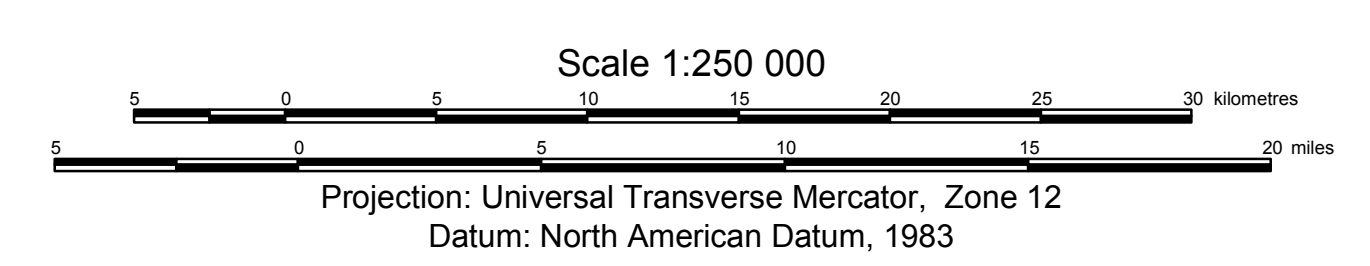 Scale 1:250 000
5 0 5 10 15 20 25 30 kilometres
5 0 5 10 15 20 miles
Projection: Universal Transverse Mercator, Zone 12
Datum: North American Datum, 1983